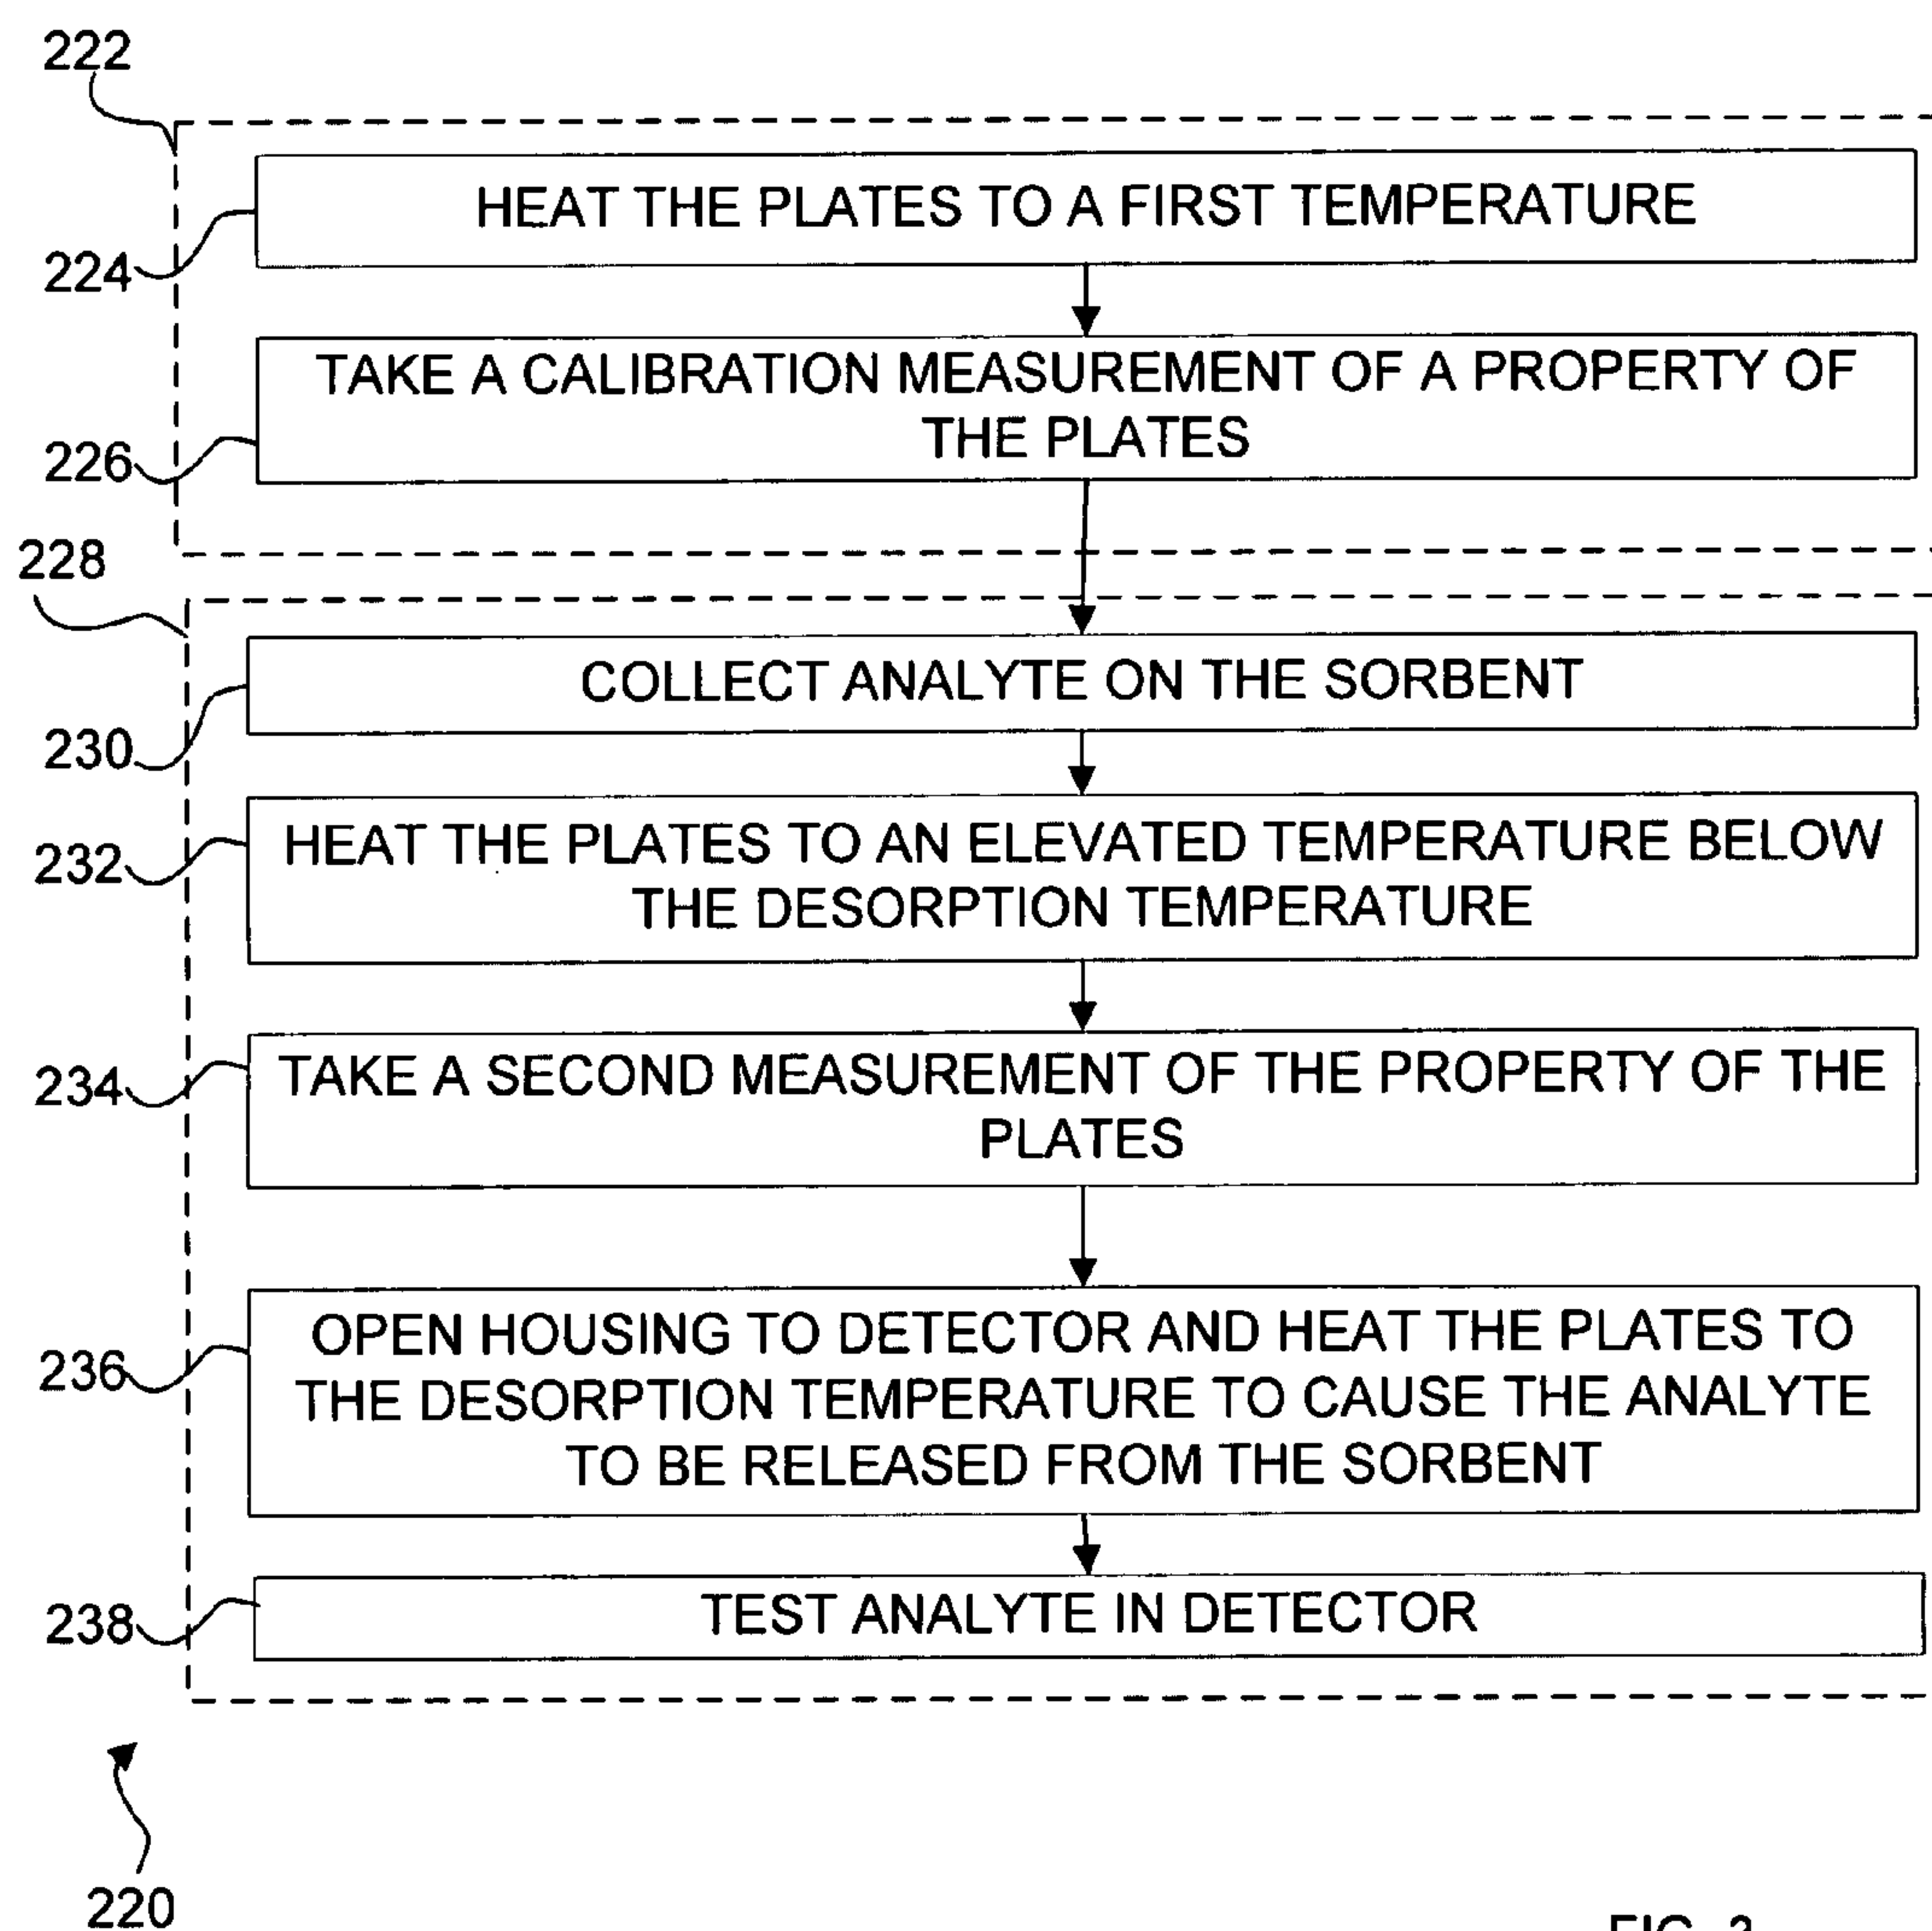 222
HEAT THE PLATES TO A FIRST TEMPERATURE
224
TAKE A CALIBRATION MEASUREMENT OF A PROPERTY OF
THE PLATES
226
228
COLLECT ANALYTE ON THE SORBENT
230
HEAT THE PLATES TO AN ELEVATED TEMPERATURE BELOW
THE DESORPTION TEMPERATURE
232
TAKE A SECOND MEASUREMENT OF THE PROPERTY OF THE
PLATES
234
OPEN HOUSING TO DETECTOR AND HEAT THE PLATES TO
THE DESORPTION TEMPERATURE TO CAUSE THE ANALYTE
TO BE RELEASED FROM THE SORBENT
236
TEST ANALYTE IN DETECTOR
238
220
FIG.